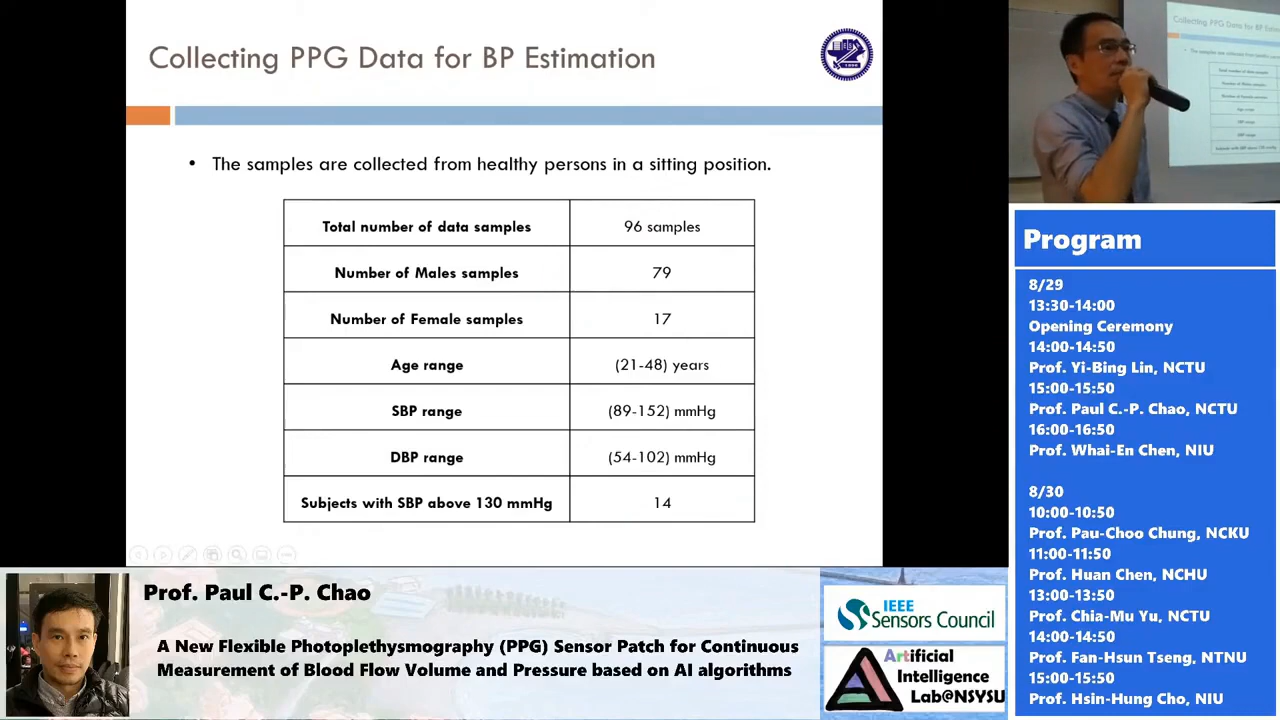 Collecting PPG Data for BP Estimation
• The samples are collected from healthy persons in a sitting position.
Total number of data samples 96 samples
Number of Males samples 79
Number of Female samples 17
Age range (21-48) years
SBP range (89-152) mmHg
DBP range (54-102) mmHg
Subjects with SBP above 130 mmHg 14
Collecting PPG Data for BP
Program
8/29
13:30-14:00
Opening Ceremony
14:00-14:50
Prof. Yi-Bing Lin, NCTU
15:00-15:50
Prof. Paul C.-P. Chao, NCTU
16:00-16:50
Prof. Whai-En Chen, NIU
8/30
10:00-10:50
Prof. Pau-Choo Chung, NCKU
11:00-11:50
Prof. Huan Chen, NCHU
13:00-13:50
Prof. Chia-Mu Yu, NCTU
14:00-14:50
Prof. Fan-Hsun Tseng, NTNU
15:00-15:50
Prof. Hsin-Hung Cho, NIU
Prof. Paul C.-P. Chao
A New Flexible Photoplethysmography (PPG) Sensor Patch for Continuous
Measurement of Blood Flow Volume and Pressure based on AI algorithms
IEEE
Sensors Council
Artificial
Intelligence
Lab@NSYSU